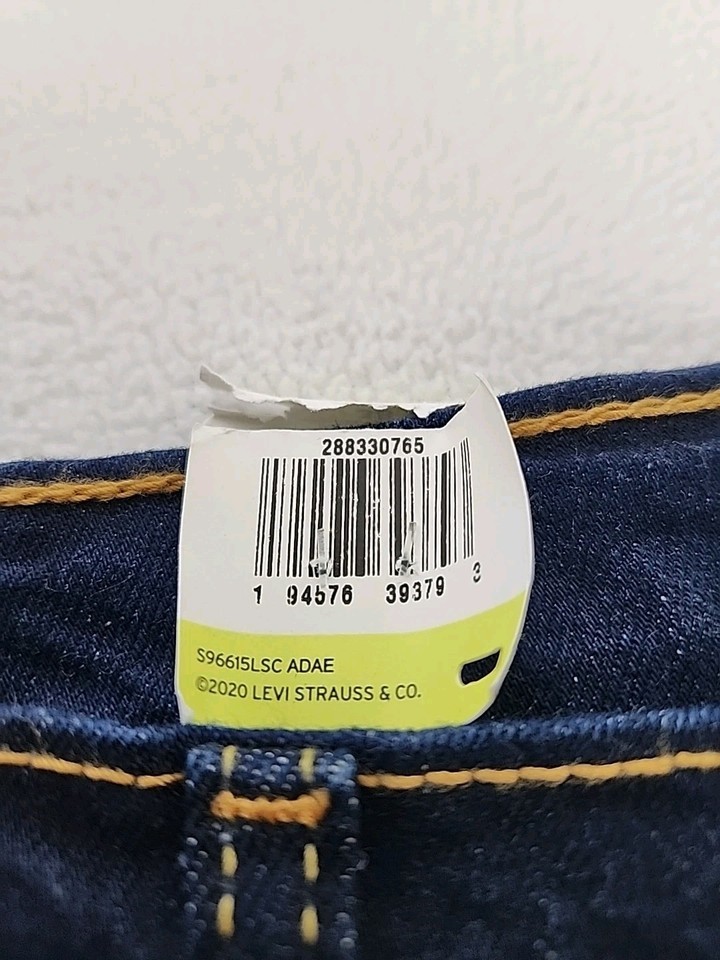 288330765
1 94576 39379 3
S96615LSC ADAE
©2020 LEVI STRAUSS & CO.